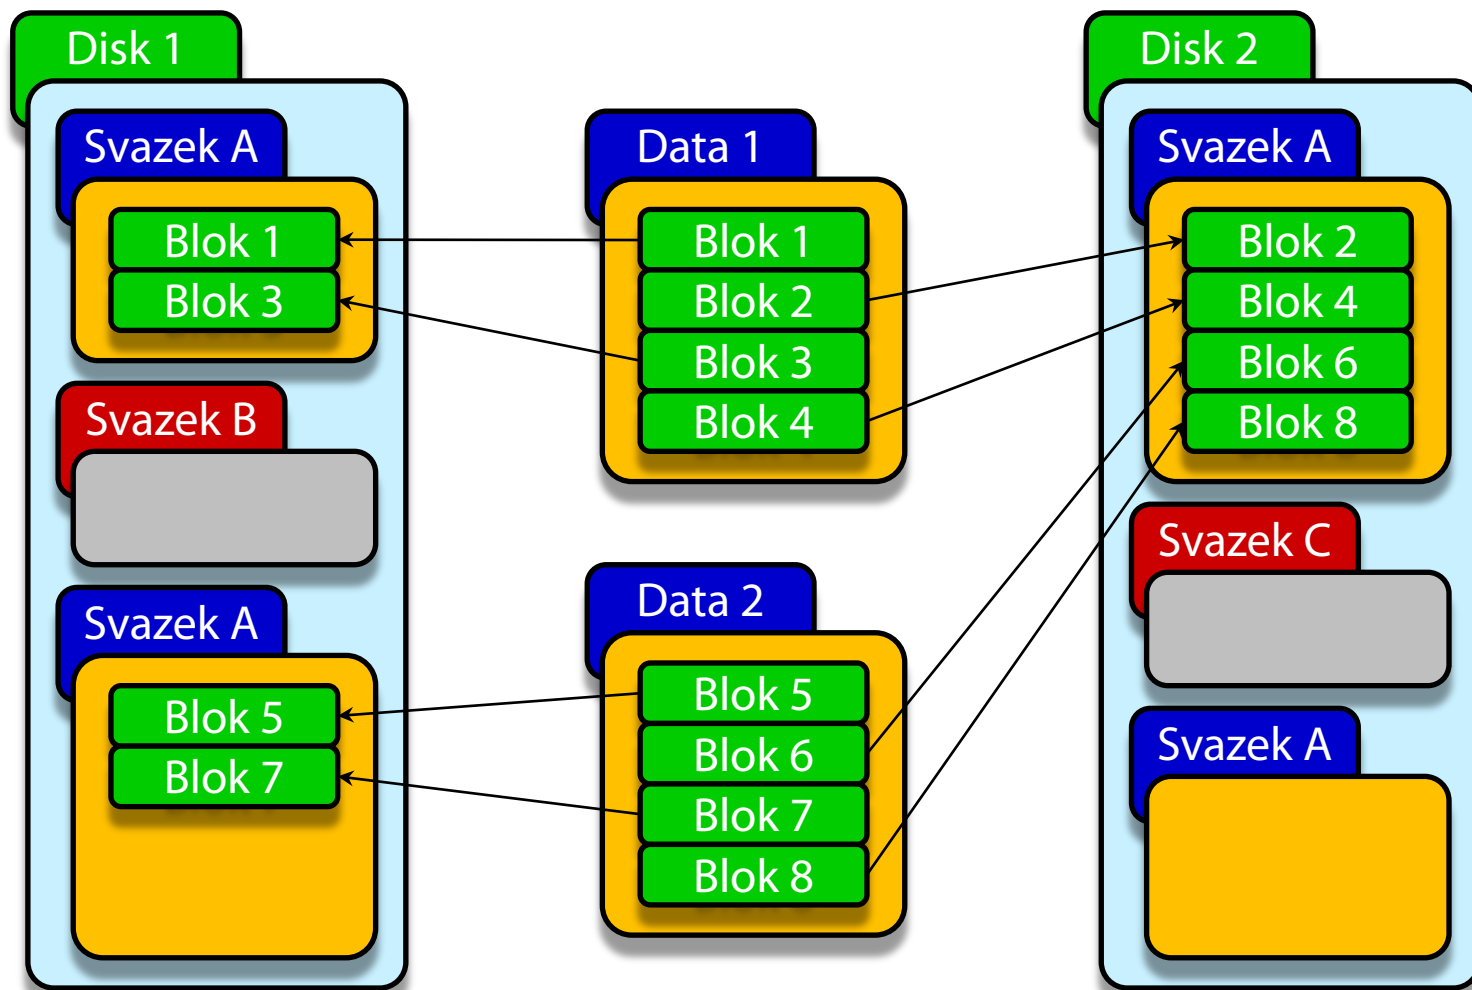 Disk 1
Svazek A
Blok 1
Blok 3
Svazek B
Svazek A
Blok 5
Blok 7
Data 1
Blok 1
Blok 2
Blok 3
Blok 4
Data 2
Blok 5
Blok 6
Blok 7
Blok 8
Disk 2
Svazek A
Blok 2
Blok 4
Blok 6
Blok 8
Svazek C
Svazek A